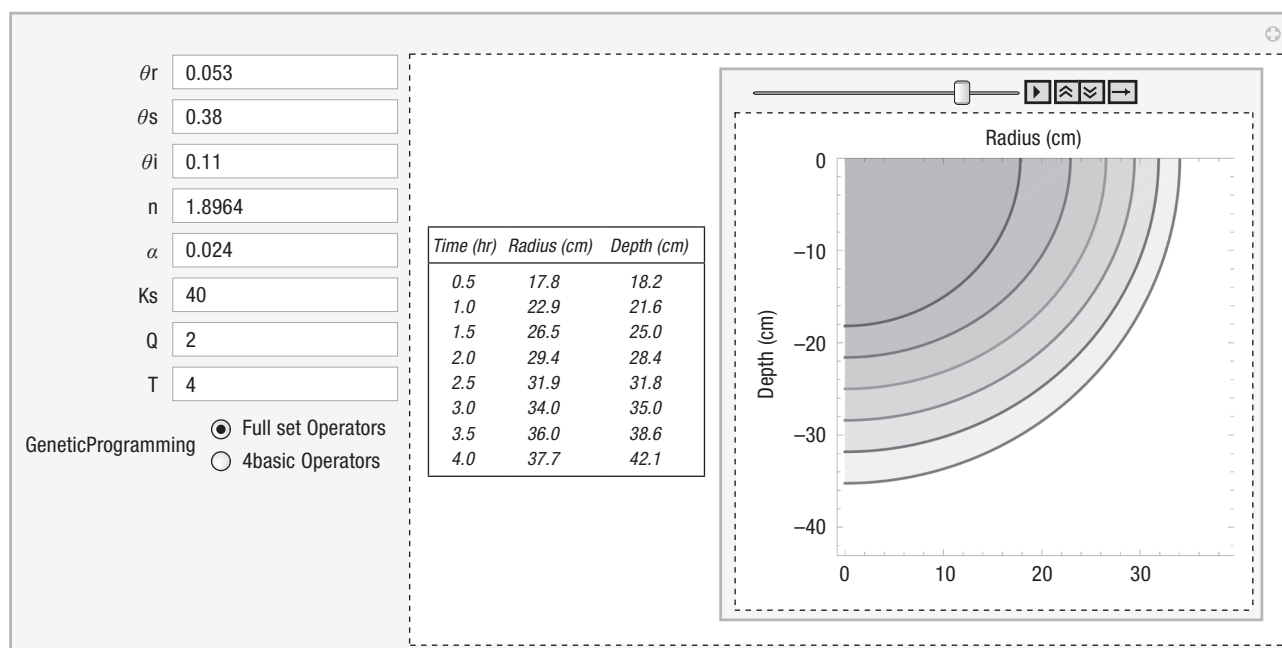 θr 0.053
θs 0.38
θi 0.11
n 1.8964
α 0.024
Ks 40
Q 2
T 4
GeneticProgramming
Full set Operators
4basic Operators
Time (hr) Radius (cm) Depth (cm)
0.5 17.8 18.2
1.0 22.9 21.6
1.5 26.5 25.0
2.0 29.4 28.4
2.5 31.9 31.8
3.0 34.0 35.0
3.5 36.0 38.6
4.0 37.7 42.1
Radius (cm)
Depth (cm)
0
−10
−20
−30
−40
0 10 20 30